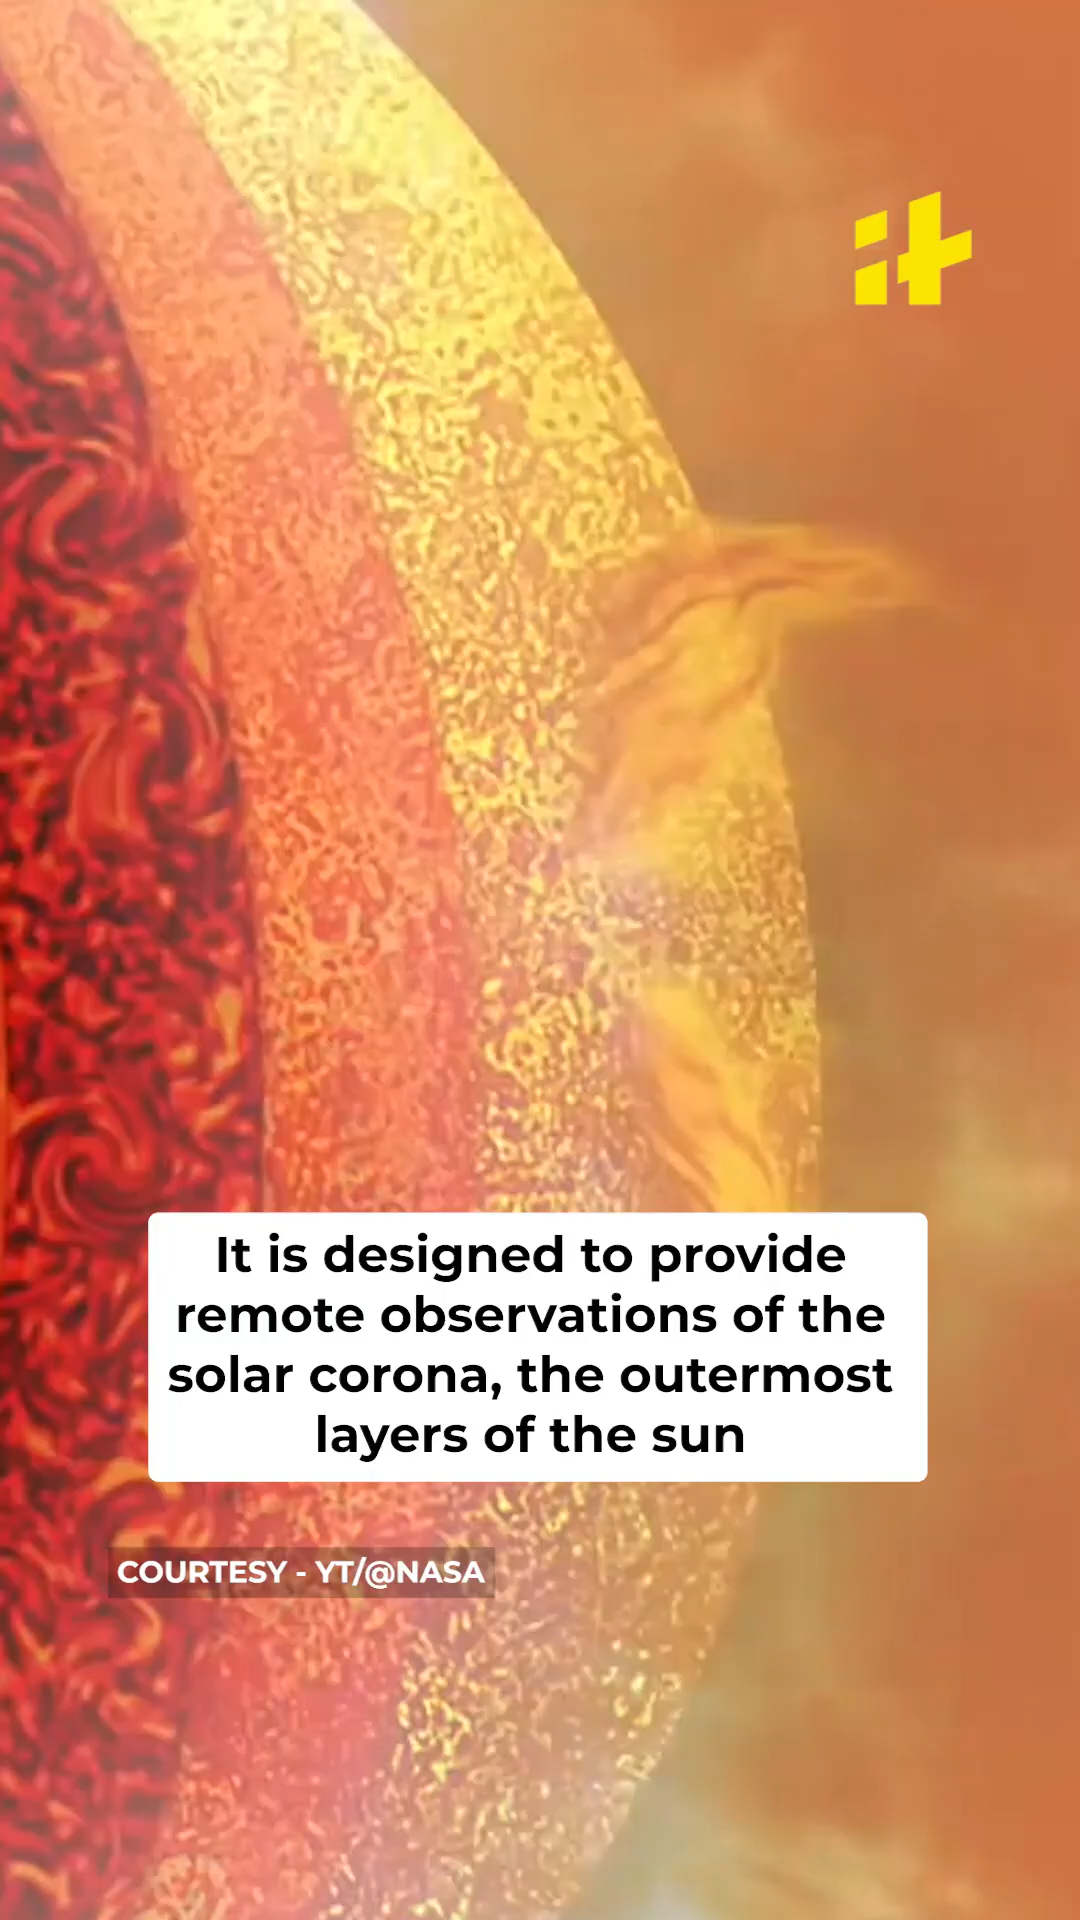 It is designed to provide
remote observations of the
solar corona, the outermost
layers of the sun
COURTESY - YT/@NASA